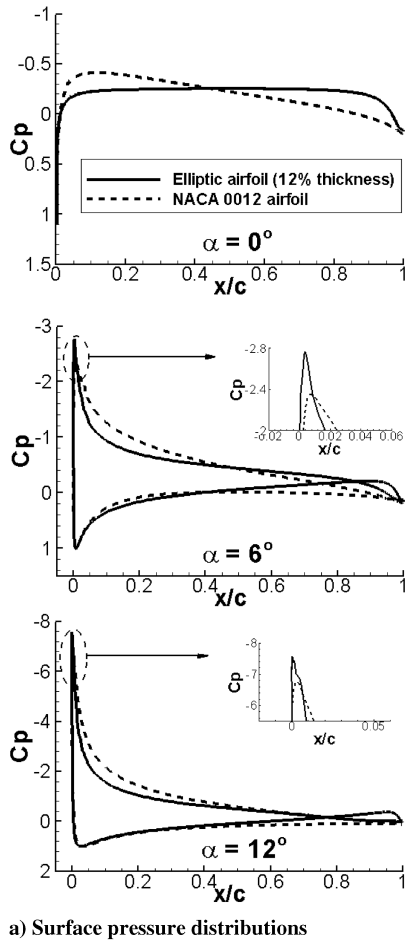 -1
-0.5
0
0.5
1
1.5
Cp
Elliptic airfoil (12% thickness)
NACA 0012 airfoil
α = 0°
0 0.2 0.4 0.6 0.8 1
x/c
-3
-2
-1
0
1
Cp
-2.8
-2.4
-2
Cp
-0.02 0 0.02 0.04 0.06
x/c
α = 6°
0 0.2 0.4 0.6 0.8 1
x/c
-8
-6
-4
-2
0
2
Cp
-8
-7
-6
Cp
0 0.05
x/c
α = 12°
0 0.2 0.4 0.6 0.8 1
x/c
a) Surface pressure distributions